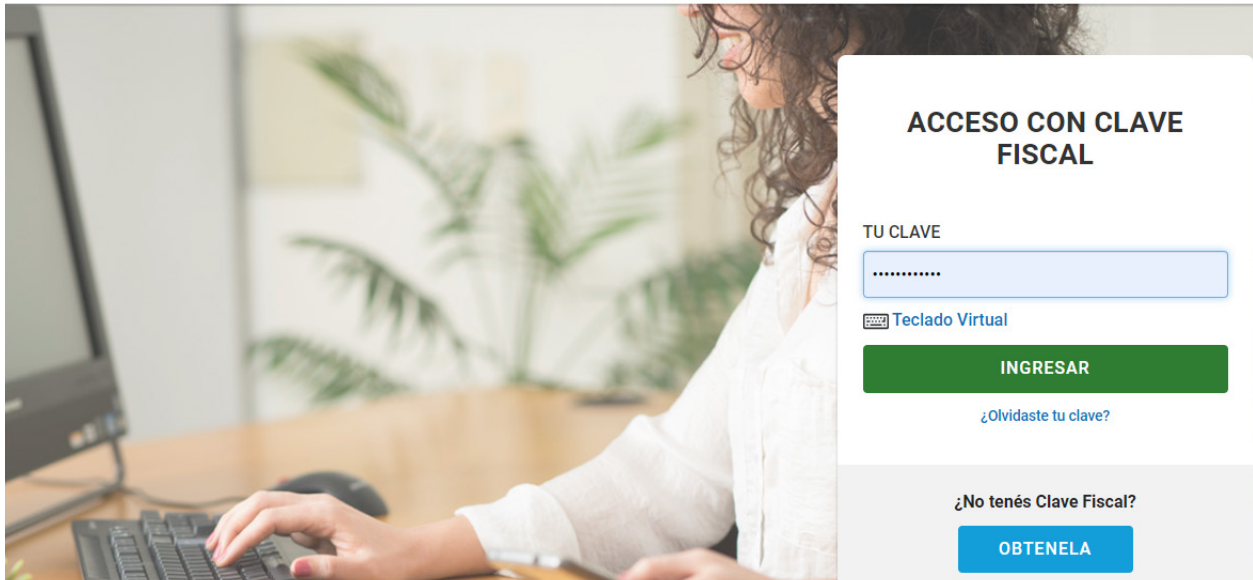 ACCESO CON CLAVE
FISCAL
TU CLAVE
••••••••••••
Teclado Virtual
INGRESAR
¿Olvidaste tu clave?
¿No tenés Clave Fiscal?
OBTENELA